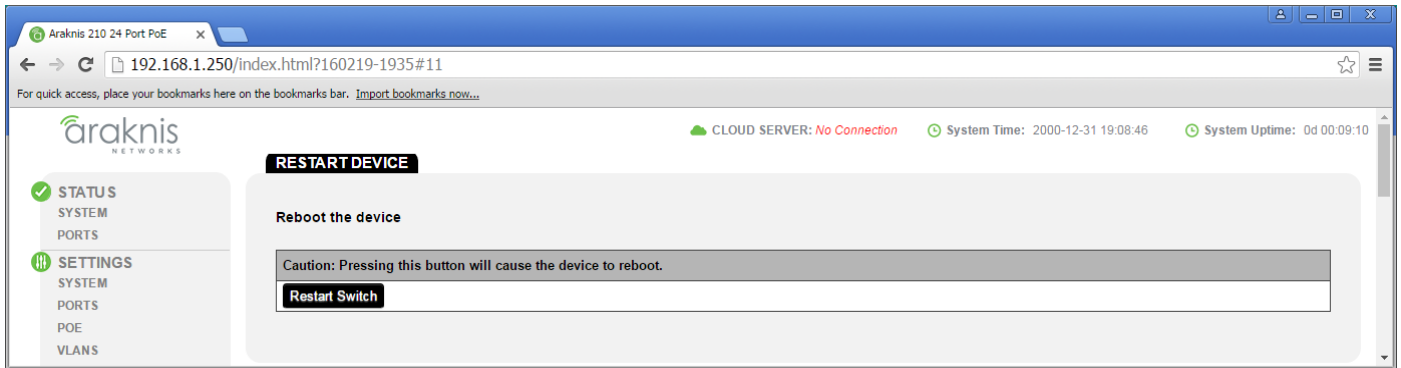 Araknis 210 24 Port PoE
192.168.1.250/index.html?160219-1935#11
For quick access, place your bookmarks here on the bookmarks bar. Import bookmarks now...
araknis
NETWORKS
CLOUD SERVER: No Connection System Time: 2000-12-31 19:08:46 System Uptime: 0d 00:09:10
RESTART DEVICE
STATUS
SYSTEM
PORTS
SETTINGS
SYSTEM
PORTS
POE
VLANS
Reboot the device
Caution: Pressing this button will cause the device to reboot.
Restart Switch